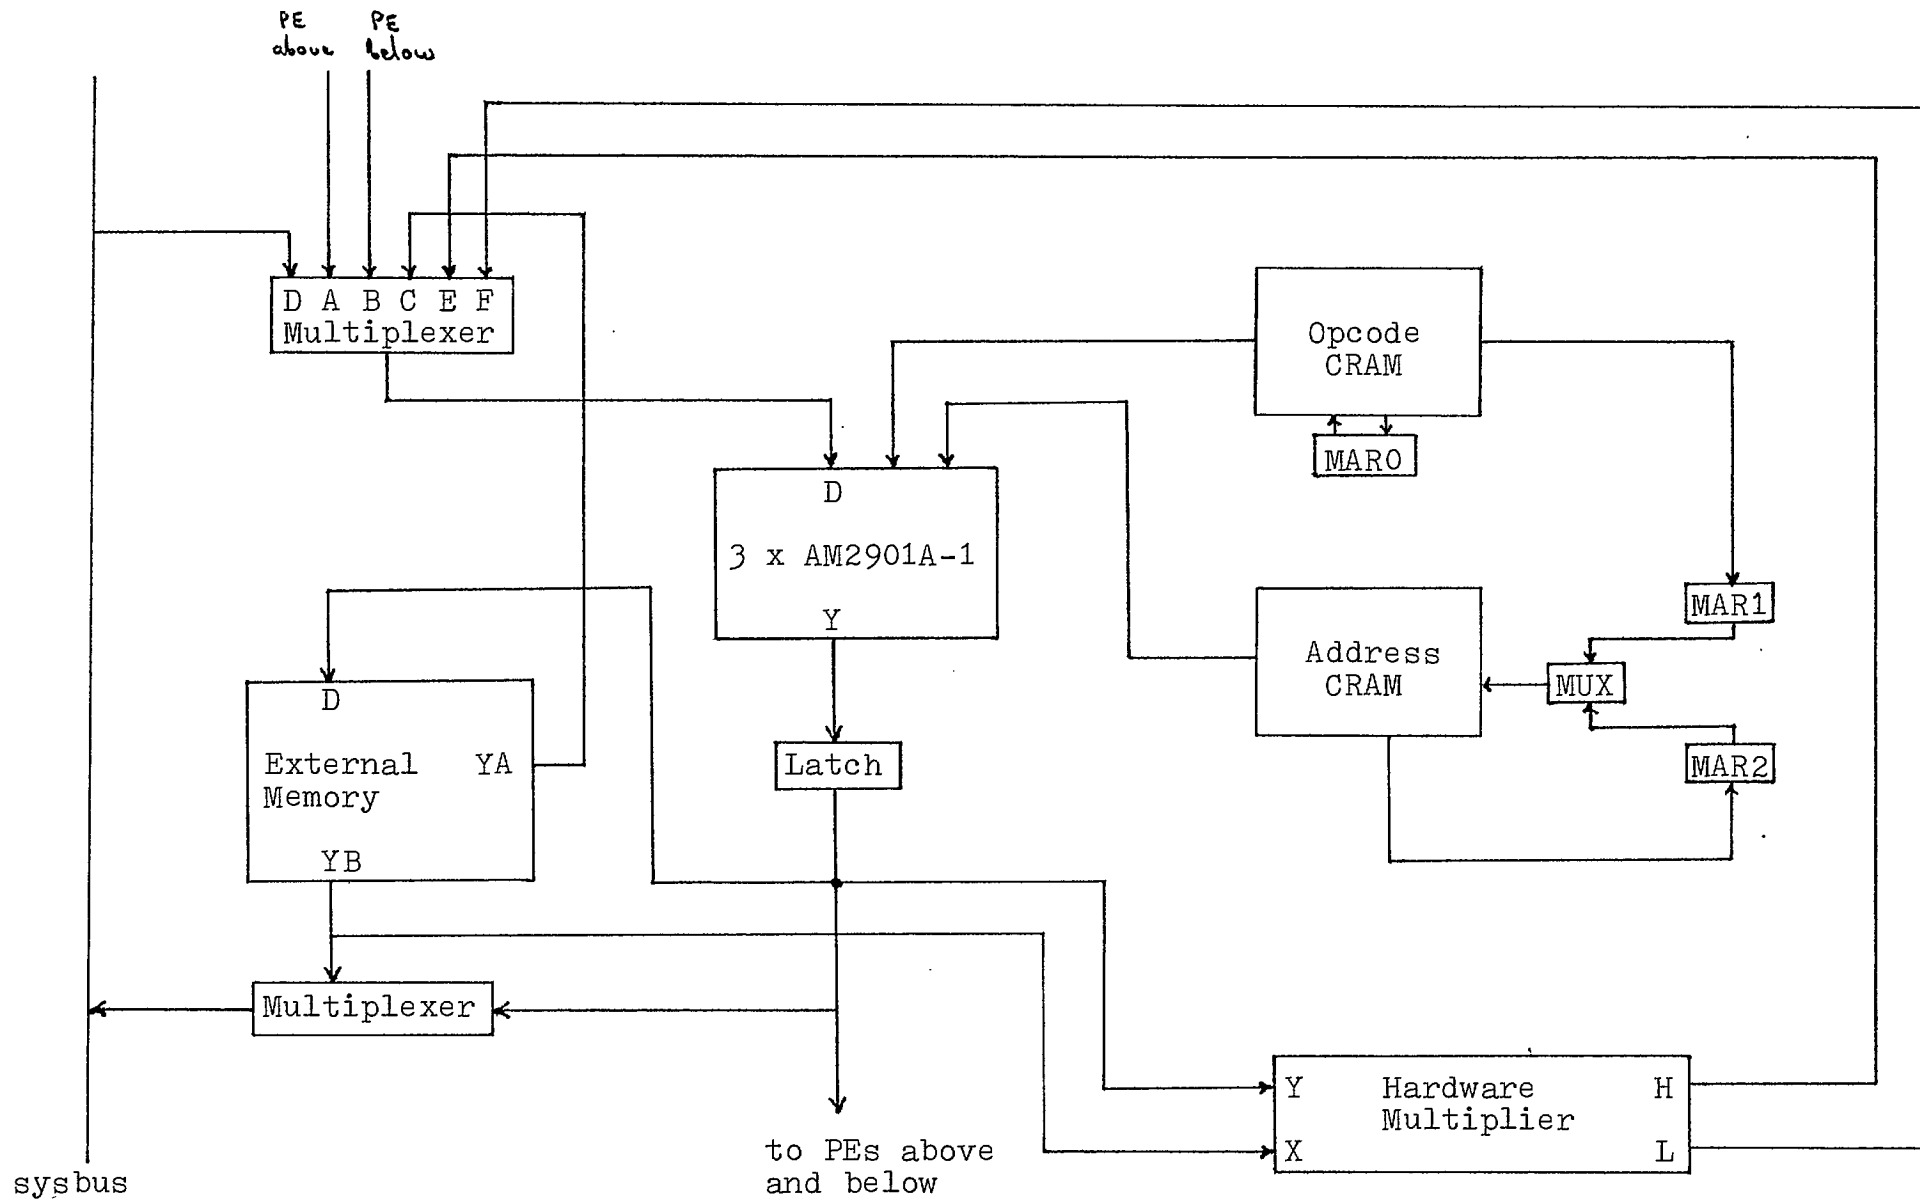 PE above
PE below
D A B C E F
Multiplexer
Opcode
CRAM
MARO
D
3 x AM2901A-1
Y
MAR1
Address
CRAM
MUX
MAR2
D
External
Memory
YA
YB
Latch
Multiplexer
Y
Hardware
Multiplier
H
X
L
to PEs above
and below
sysbus